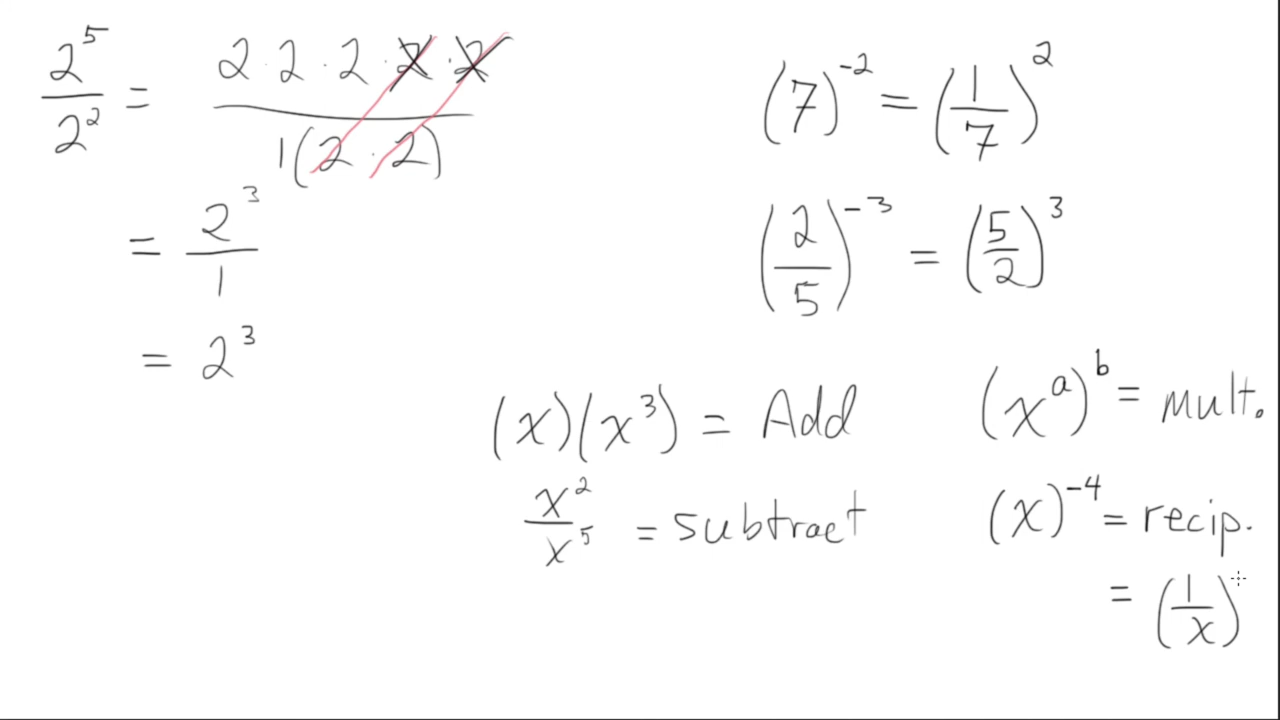 2^5 / 2^2 = 2 · 2 · 2 · 2 · 2 / 1(2 · 2)
= 2^3 / 1
= 2^3
(7)^-2 = (1/7)^2
(2/5)^-3 = (5/2)^3
(x)(x^3) = Add
x^2 / x^5 = subtract
(x^a)^b = mult.
(x)^-4 = recip.
= (1/x)